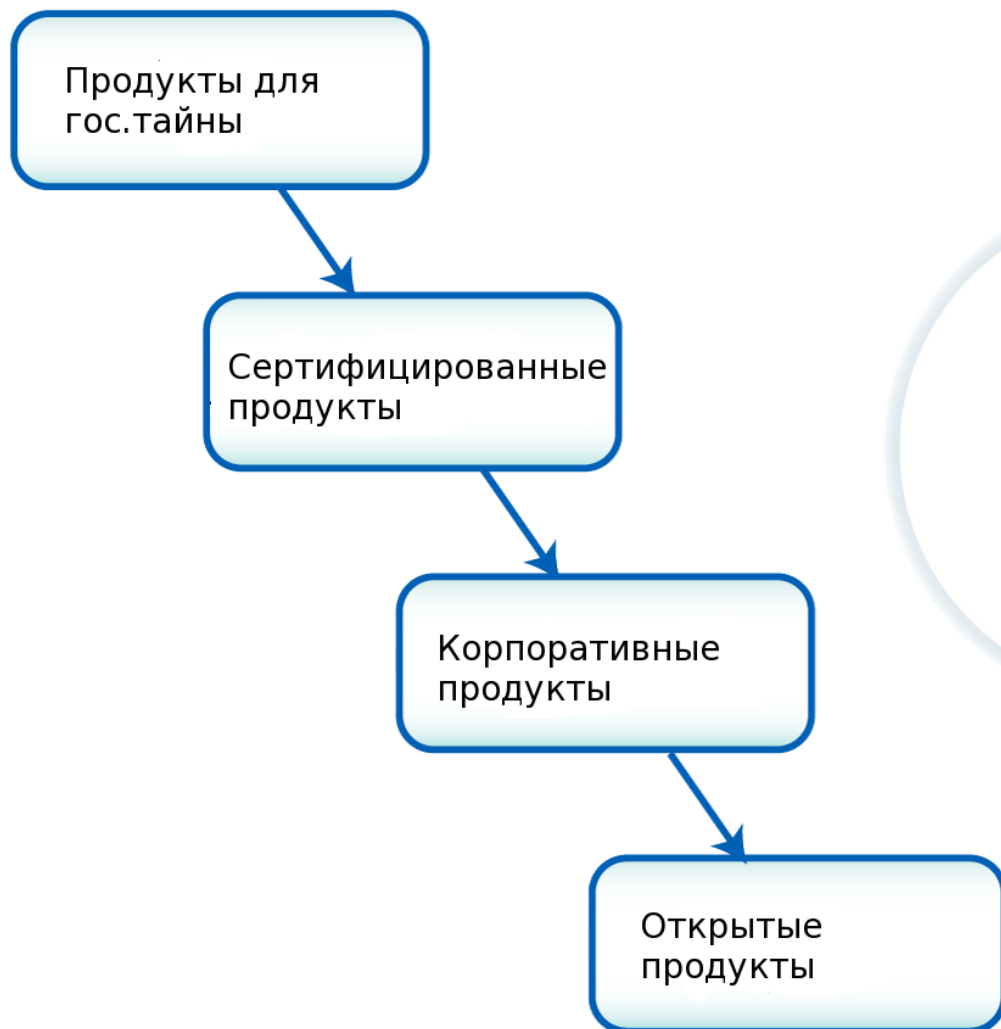 Продукты для
гос.тайны
Сертифицированные
продукты
Корпоративные
продукты
Открытые
продукты